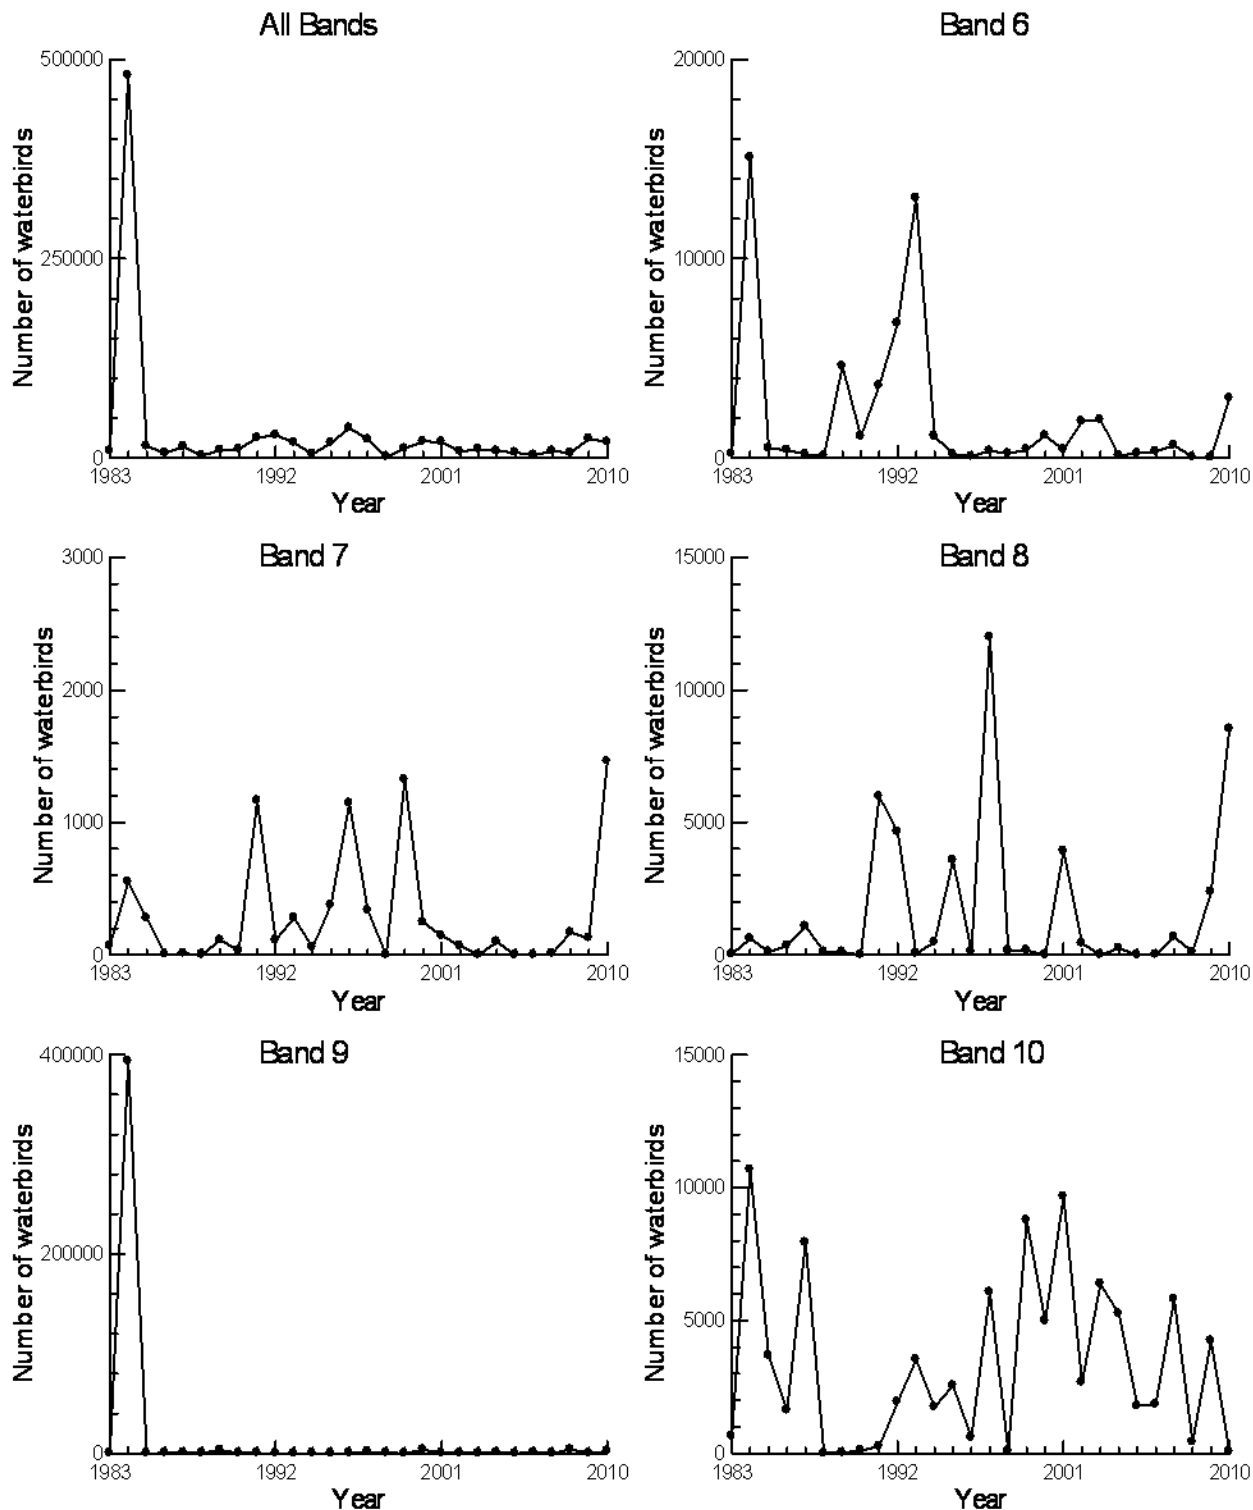 All Bands
500000
250000
0
1983
1992
2001
2010
Year
Number of waterbirds
Band 6
20000
10000
0
1983
1992
2001
2010
Year
Number of waterbirds
Band 7
3000
2000
1000
0
1983
1992
2001
2010
Year
Number of waterbirds
Band 8
15000
10000
5000
0
1983
1992
2001
2010
Year
Number of waterbirds
Band 9
400000
200000
0
1983
1992
2001
2010
Year
Number of waterbirds
Band 10
15000
10000
5000
0
1983
1992
2001
2010
Year
Number of waterbirds